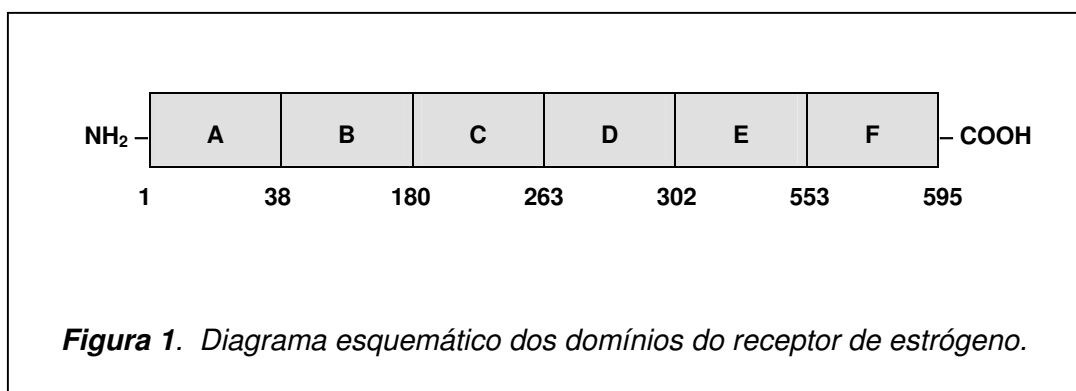 NH₂ – A B C D E F – COOH
1 38 180 263 302 553 595
Figura 1. Diagrama esquemático dos domínios do receptor de estrógeno.